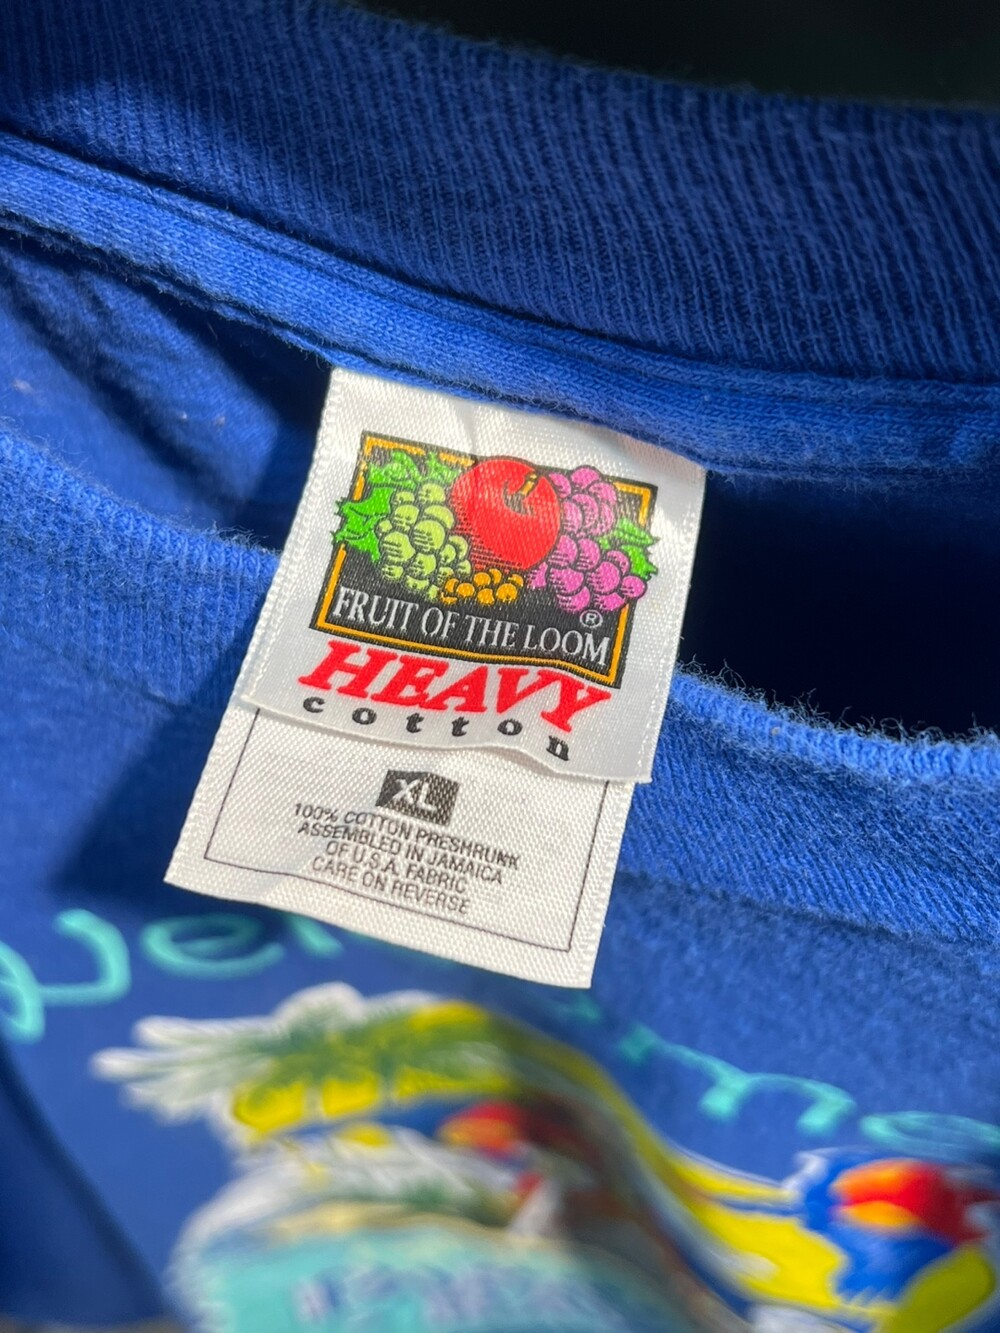 FRUIT OF THE LOOM ®
HEAVY
cotton
XL
100% COTTON PRESHRUNK
ASSEMBLED IN JAMAICA
OF U.S.A. FABRIC
CARE ON REVERSE